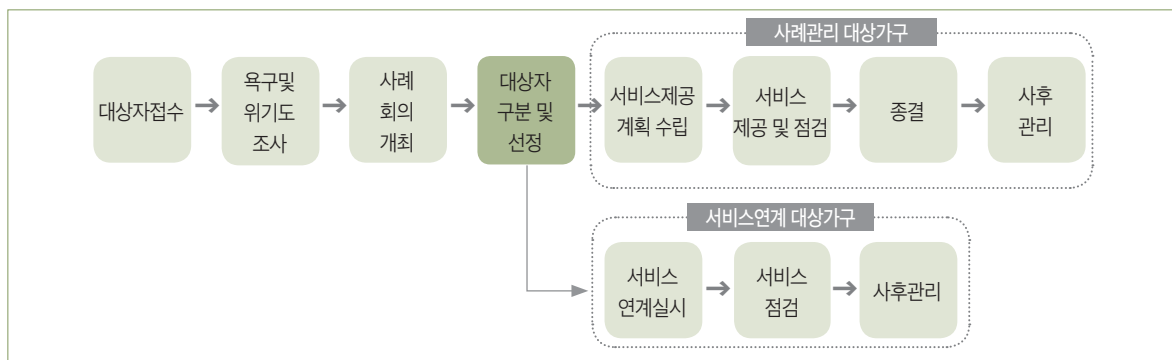 사례관리 대상가구
대상자접수
욕구및
위기도
조사
사례
회의
개최
대상자
구분 및
선정
서비스제공
계획 수립
서비스
제공 및 점검
종결
사후
관리
서비스연계 대상가구
서비스
연계실시
서비스
점검
사후관리